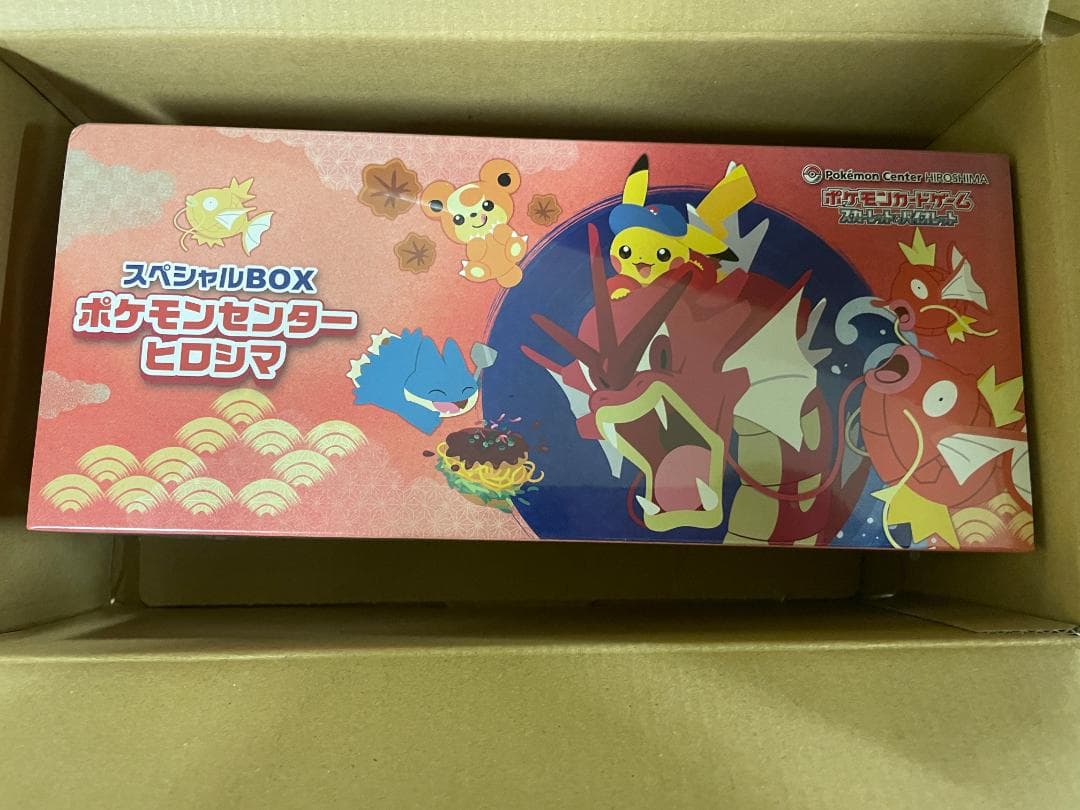 Pokémon Center HIROSHIMA
ポケモンカードゲーム
スカーレット&バイオレット
スペシャルBOX
ポケモンセンター
ヒロシマ